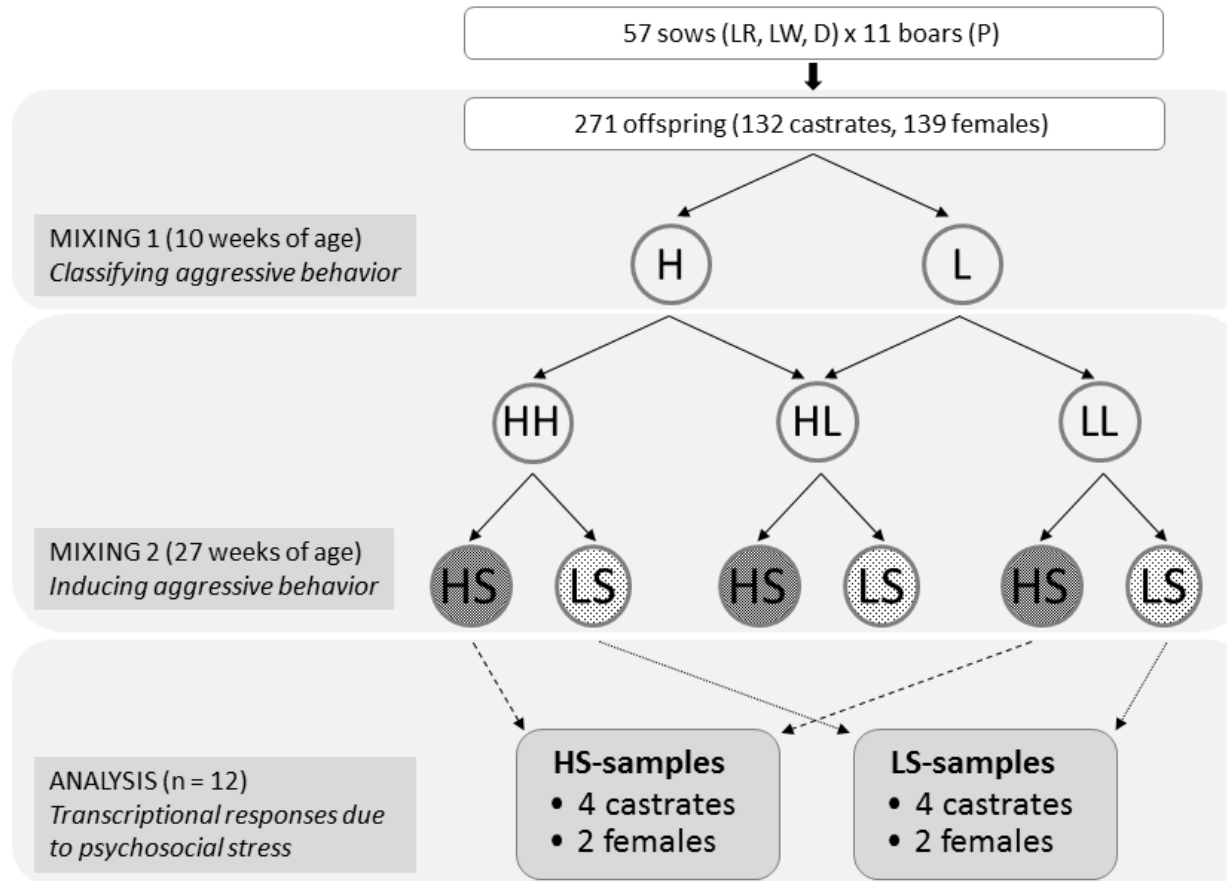 57 sows (LR, LW, D) x 11 boars (P)
271 offspring (132 castrates, 139 females)
MIXING 1 (10 weeks of age)
Classifying aggressive behavior
H
L
HH
HL
LL
MIXING 2 (27 weeks of age)
Inducing aggressive behavior
HS
LS
HS
LS
HS
LS
ANALYSIS (n = 12)
Transcriptional responses due
to psychosocial stress
HS-samples
• 4 castrates
• 2 females
LS-samples
• 4 castrates
• 2 females